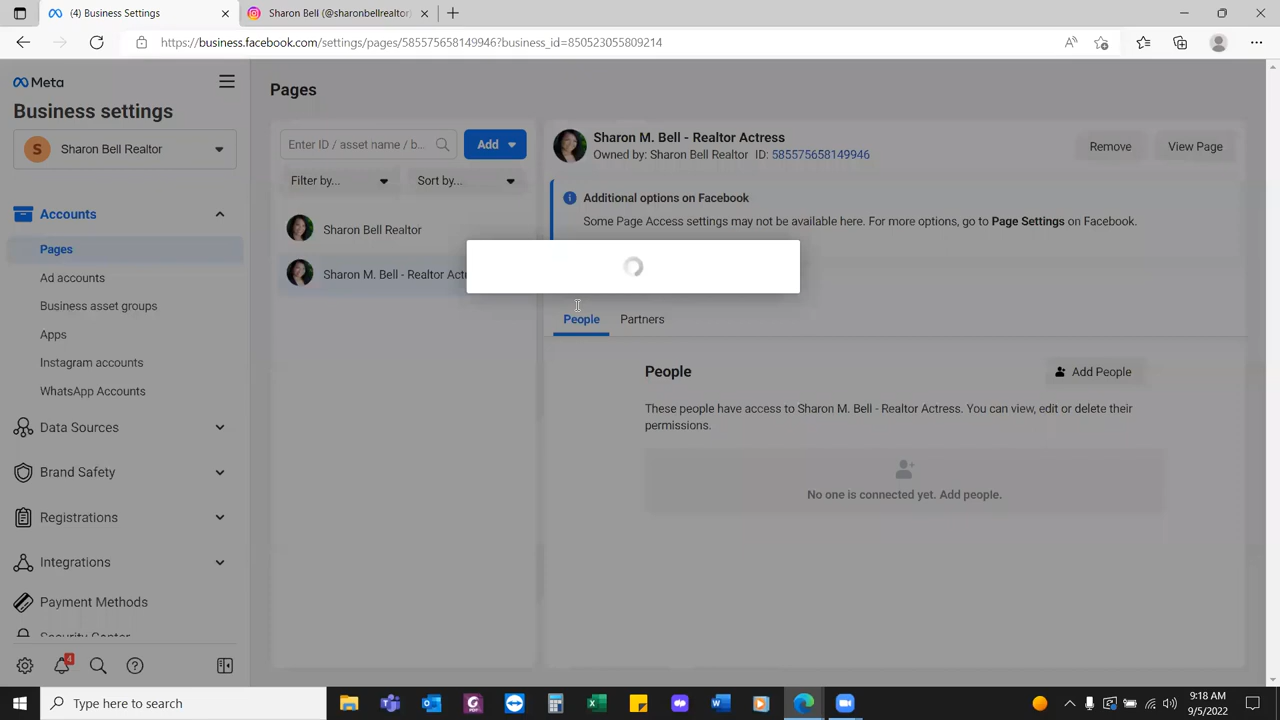 (4) Business Settings
Sharon Bell (@sharonbellrealtor)
https://business.facebook.com/settings/pages/585575658149946?business_id=850523055809214
Meta
Business settings
S
Sharon Bell Realtor
Accounts
Pages
Ad accounts
Business asset groups
Apps
Instagram accounts
WhatsApp Accounts
Data Sources
Brand Safety
Registrations
Integrations
Payment Methods
Security Center
4
Pages
Enter ID / asset name / b...
Add
Filter by...
Sort by...
Sharon Bell Realtor
Sharon M. Bell - Realtor Act
Sharon M. Bell - Realtor Actress
Owned by: Sharon Bell Realtor ID: 585575658149946
Remove
View Page
Additional options on Facebook
Some Page Access settings may not be available here. For more options, go to Page Settings on Facebook.
People
Partners
People
Add People
These people have access to Sharon M. Bell - Realtor Actress. You can view, edit or delete their
permissions.
No one is connected yet. Add people.
Type here to search
9:18 AM
9/5/2022